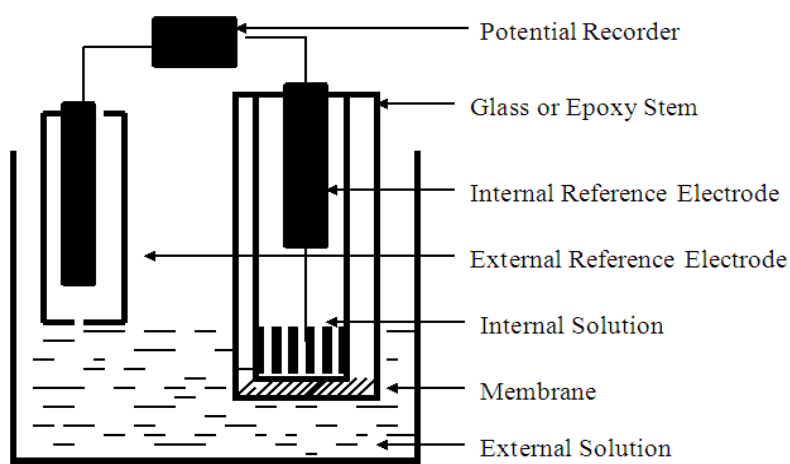 Potential Recorder
Glass or Epoxy Stem
Internal Reference Electrode
External Reference Electrode
Internal Solution
Membrane
External Solution